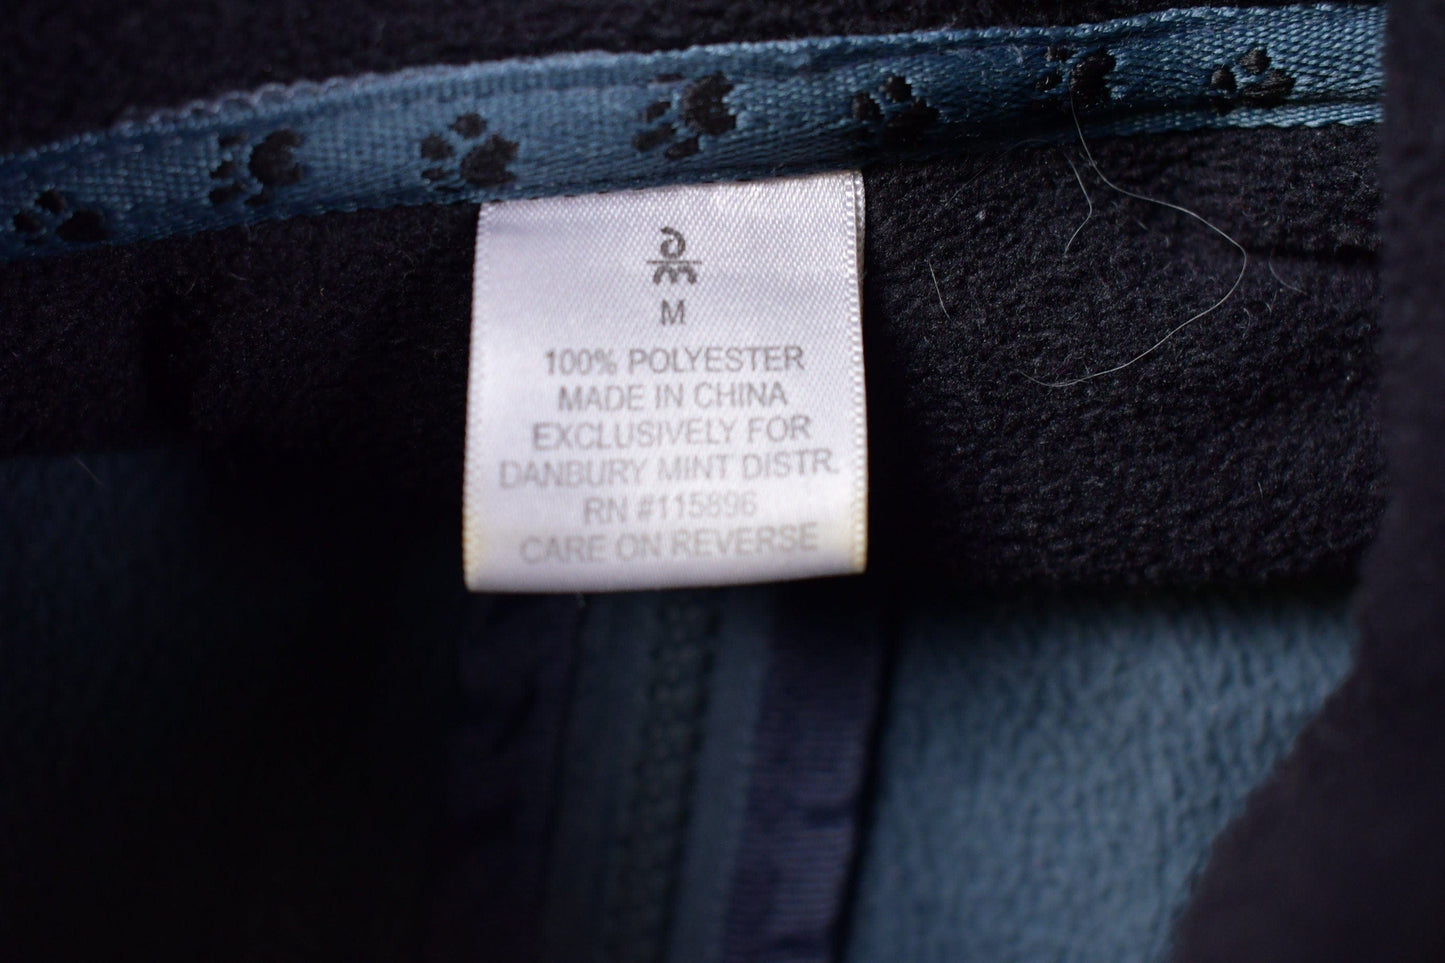 M
100% POLYESTER
MADE IN CHINA
EXCLUSIVELY FOR
DANBURY MINT DISTR.
RN #115896
CARE ON REVERSE